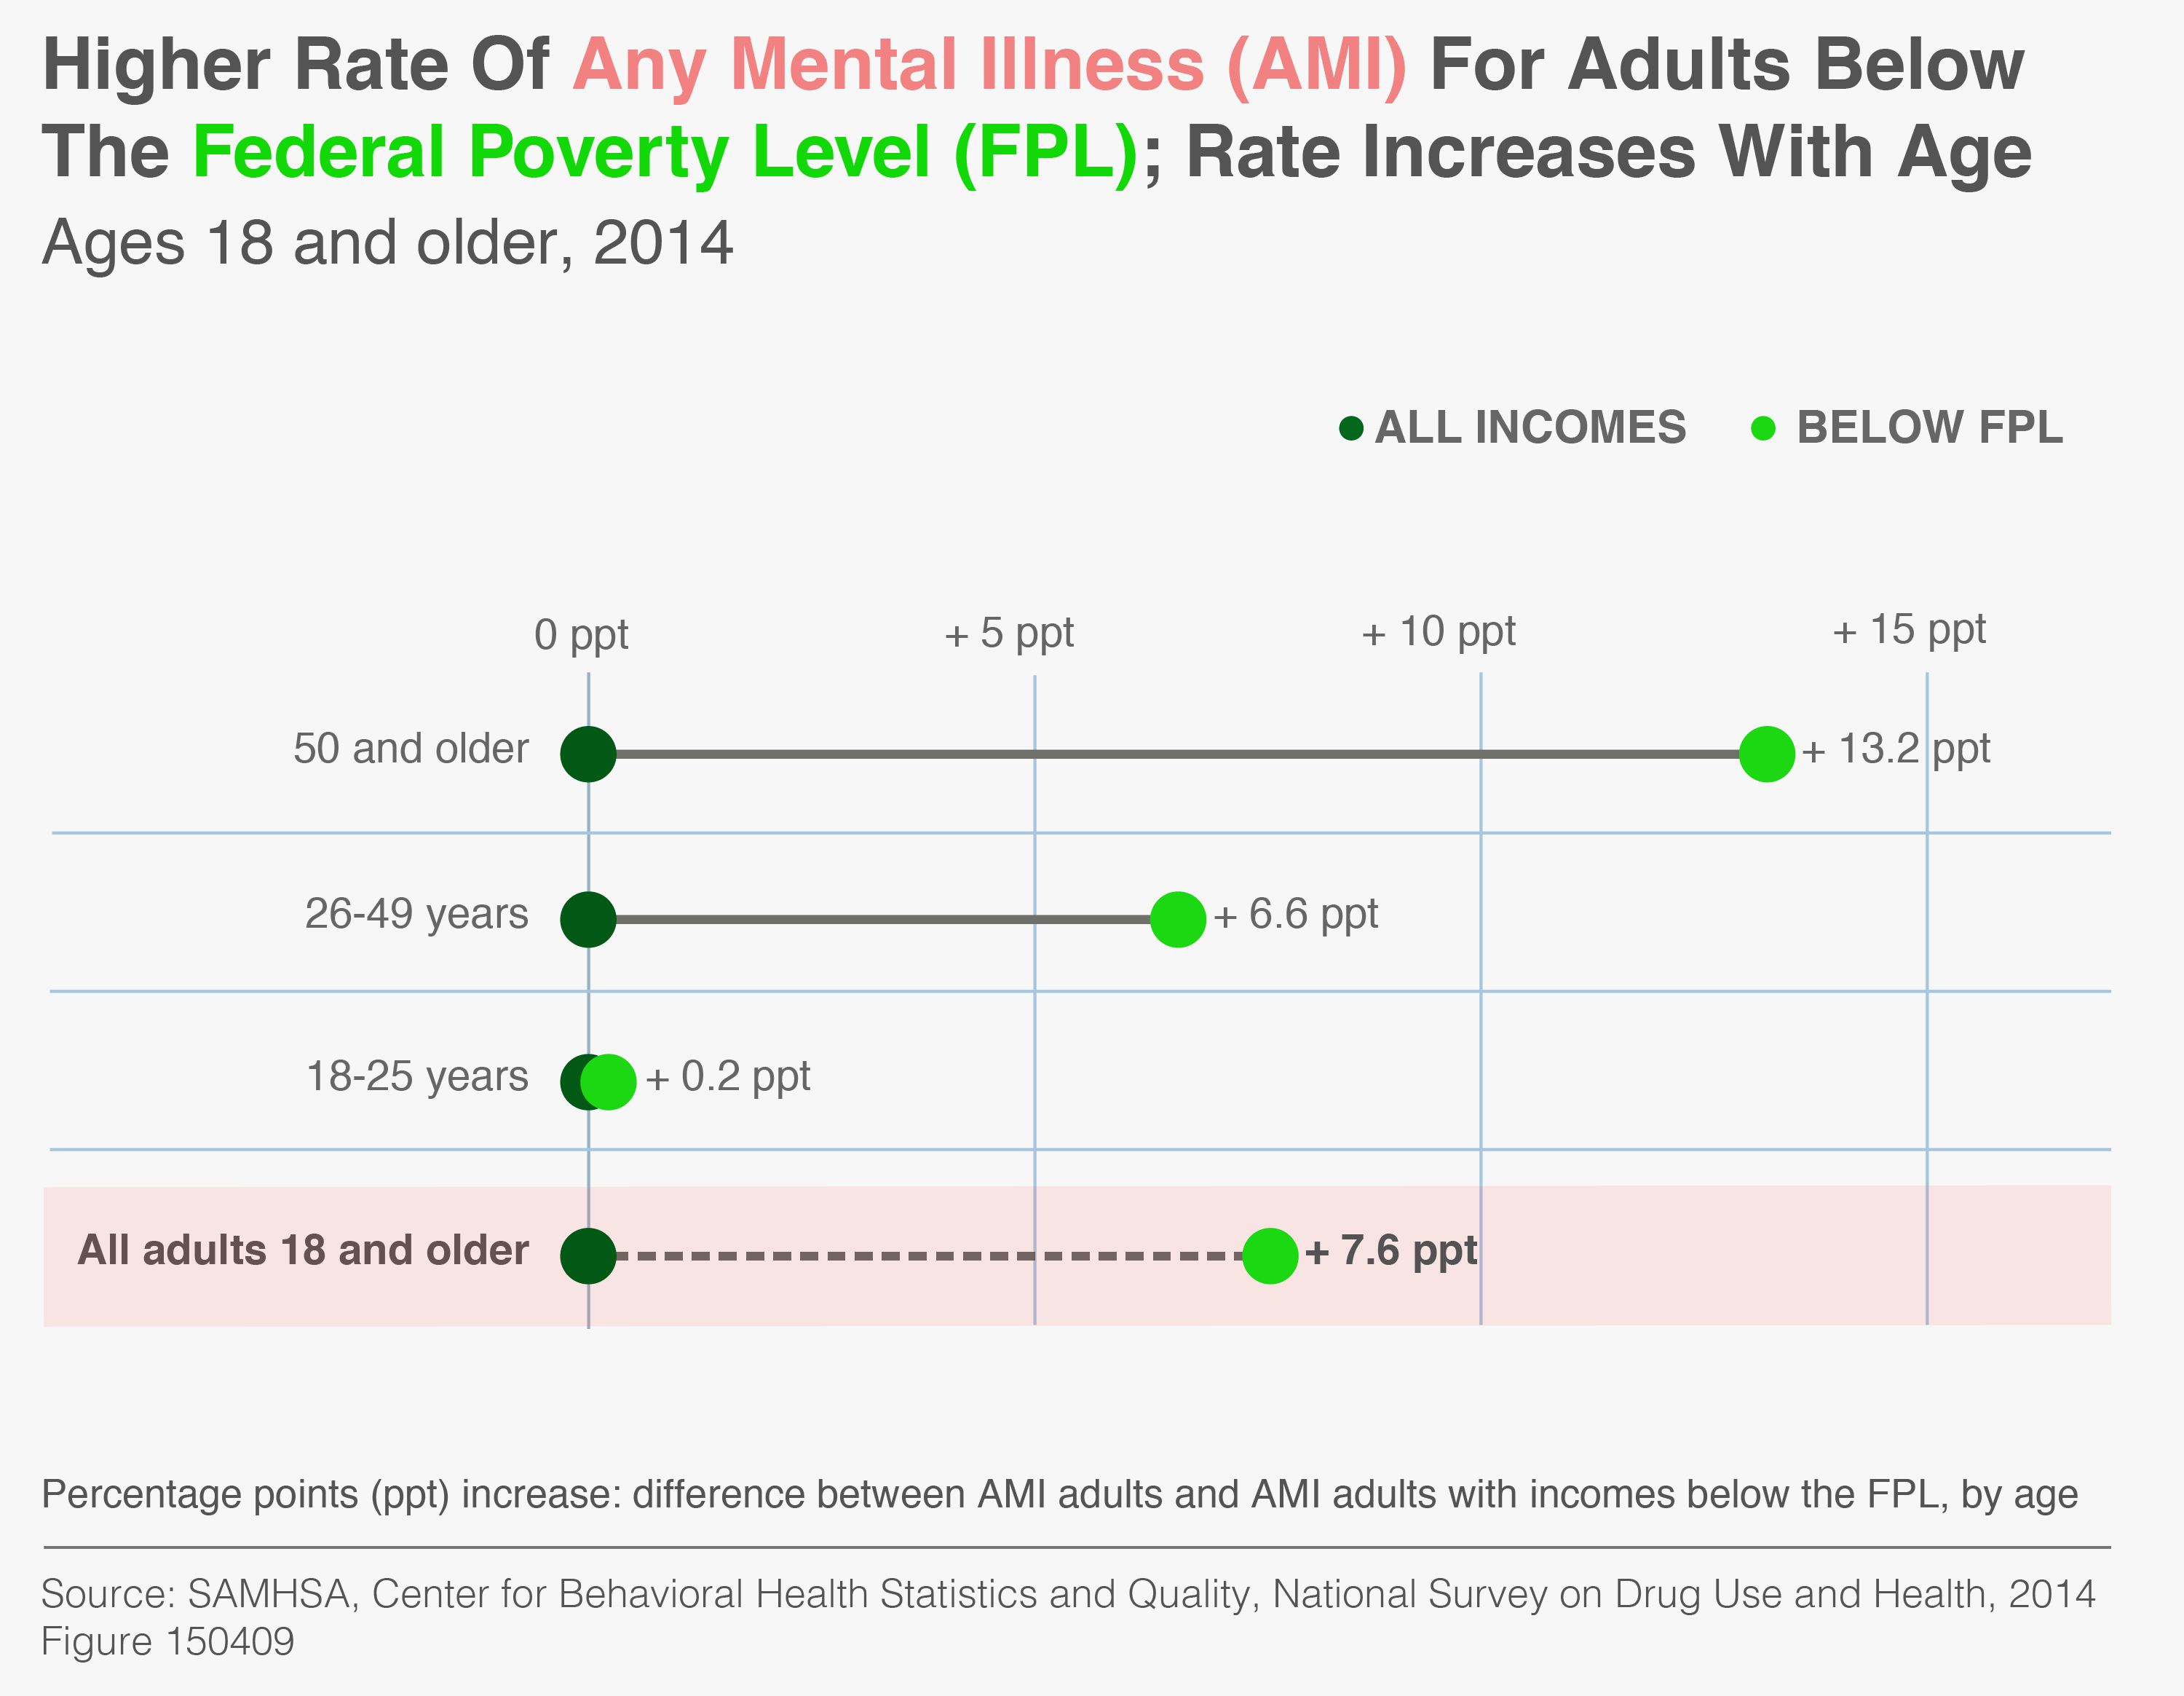 Higher Rate Of Any Mental Illness (AMI) For Adults Below
The Federal Poverty Level (FPL); Rate Increases With Age
Ages 18 and older, 2014
ALL INCOMES BELOW FPL
0 ppt + 5 ppt + 10 ppt + 15 ppt
50 and older + 13.2 ppt
26-49 years + 6.6 ppt
18-25 years + 0.2 ppt
All adults 18 and older + 7.6 ppt
Percentage points (ppt) increase: difference between AMI adults and AMI adults with incomes below the FPL, by age
Source: SAMHSA, Center for Behavioral Health Statistics and Quality, National Survey on Drug Use and Health, 2014
Figure 150409